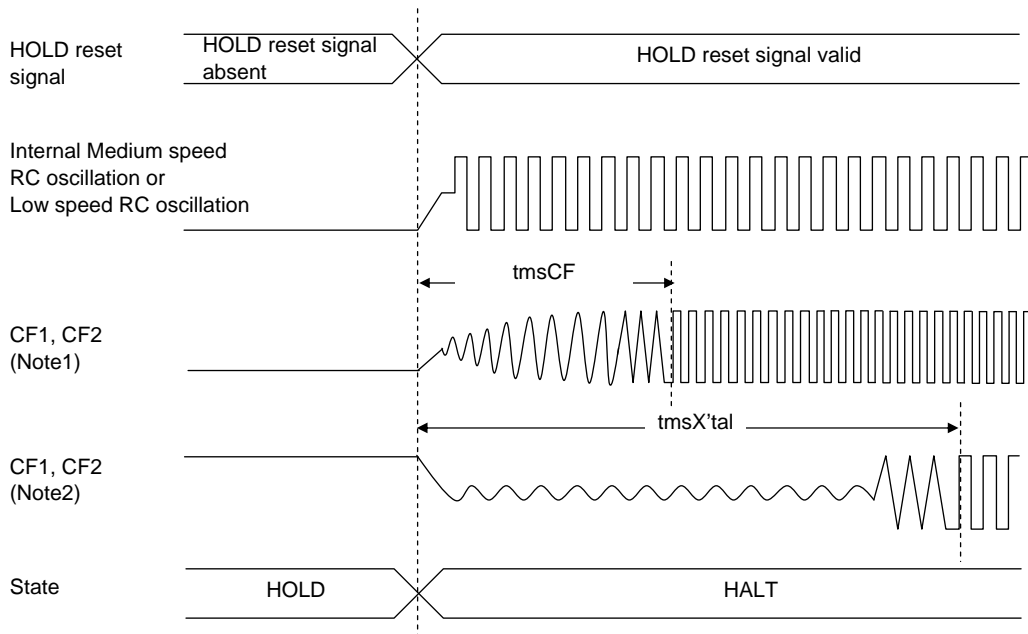 HOLD reset
signal
HOLD reset signal
absent
HOLD reset signal valid
Internal Medium speed
RC oscillation or
Low speed RC oscillation
tmsCF
CF1, CF2
(Note1)
tmsX'tal
CF1, CF2
(Note2)
State
HOLD
HALT